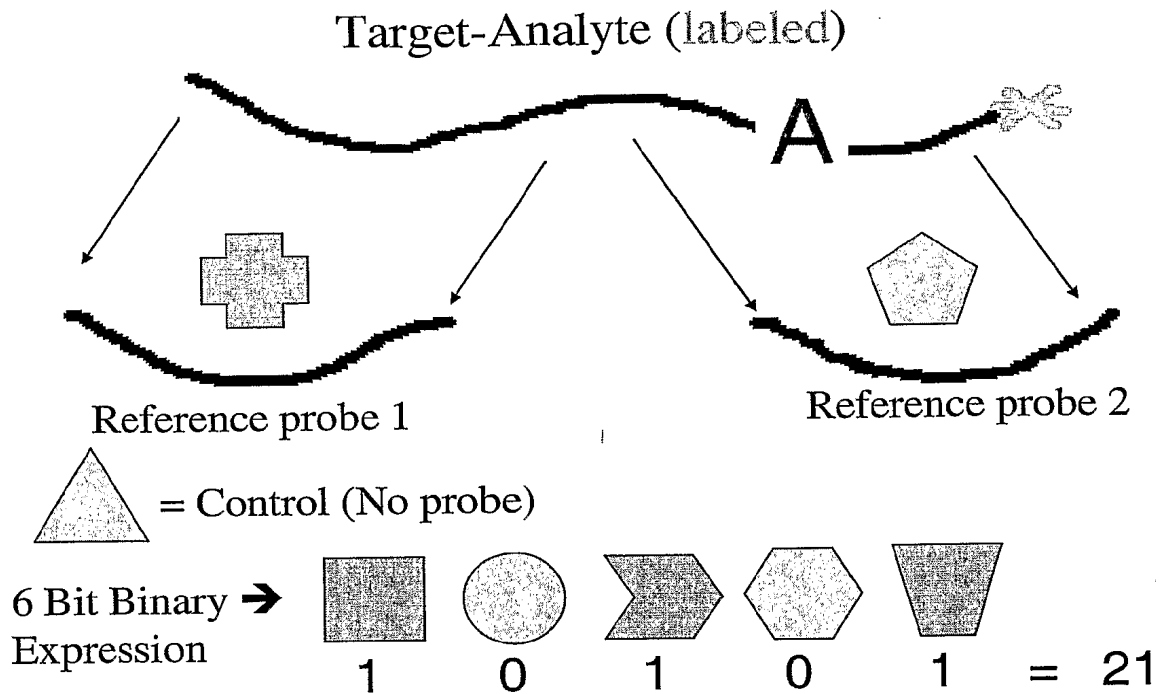 Target-Analyte (labeled)
A
Reference probe 1
Reference probe 2
= Control (No probe)
6 Bit Binary ➔
Expression
1 0 1 0 1 = 21